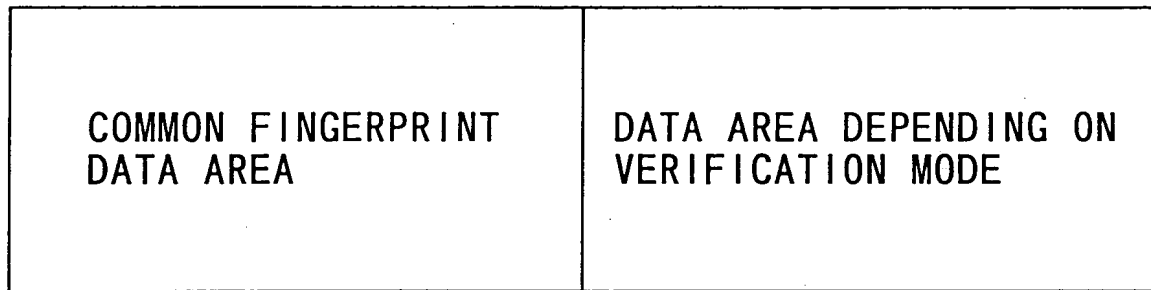 COMMON FINGERPRINT
DATA AREA
DATA AREA DEPENDING ON
VERIFICATION MODE